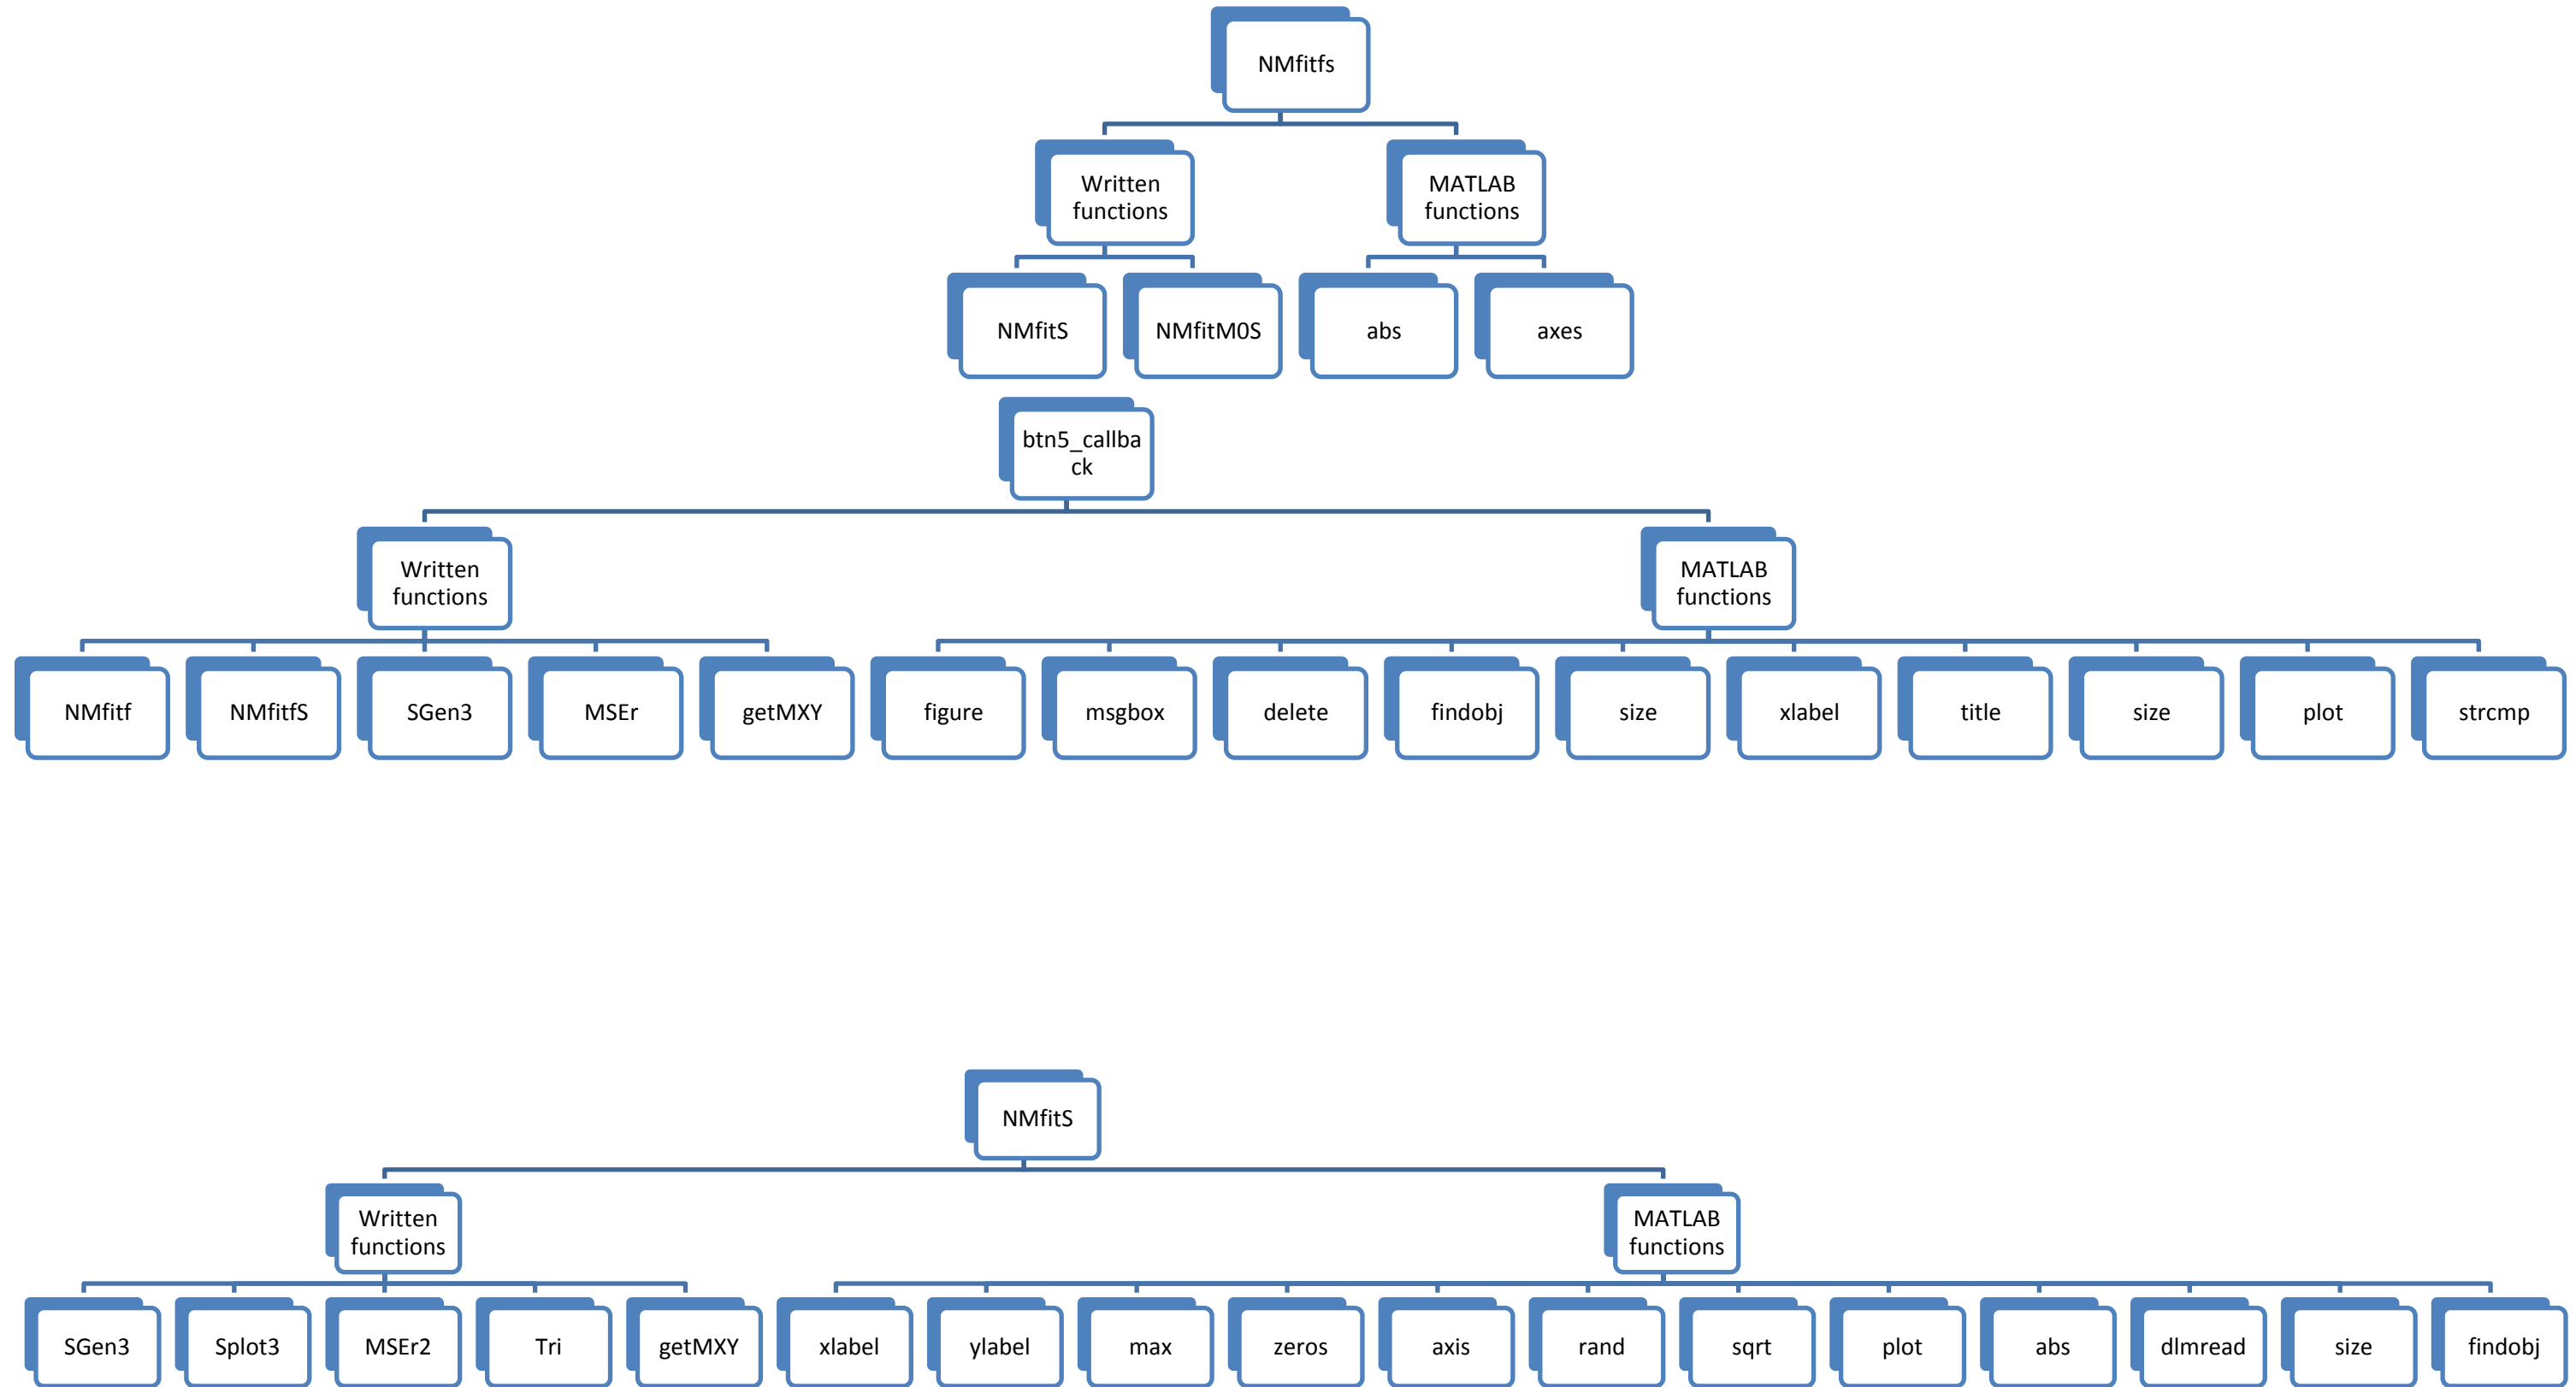 NMfitfs
Written
functions
MATLAB
functions
NMfitS
NMfitM0S
abs
axes
btn5_callba
ck
Written
functions
MATLAB
functions
NMfitf
NMfitfS
SGen3
MSEr
getMXY
figure
msgbox
delete
findobj
size
xlabel
title
size
plot
strcmp
NMfitS
Written
functions
MATLAB
functions
SGen3
Splot3
MSEr2
Tri
getMXY
xlabel
ylabel
max
zeros
axis
rand
sqrt
plot
abs
dlmread
size
findobj